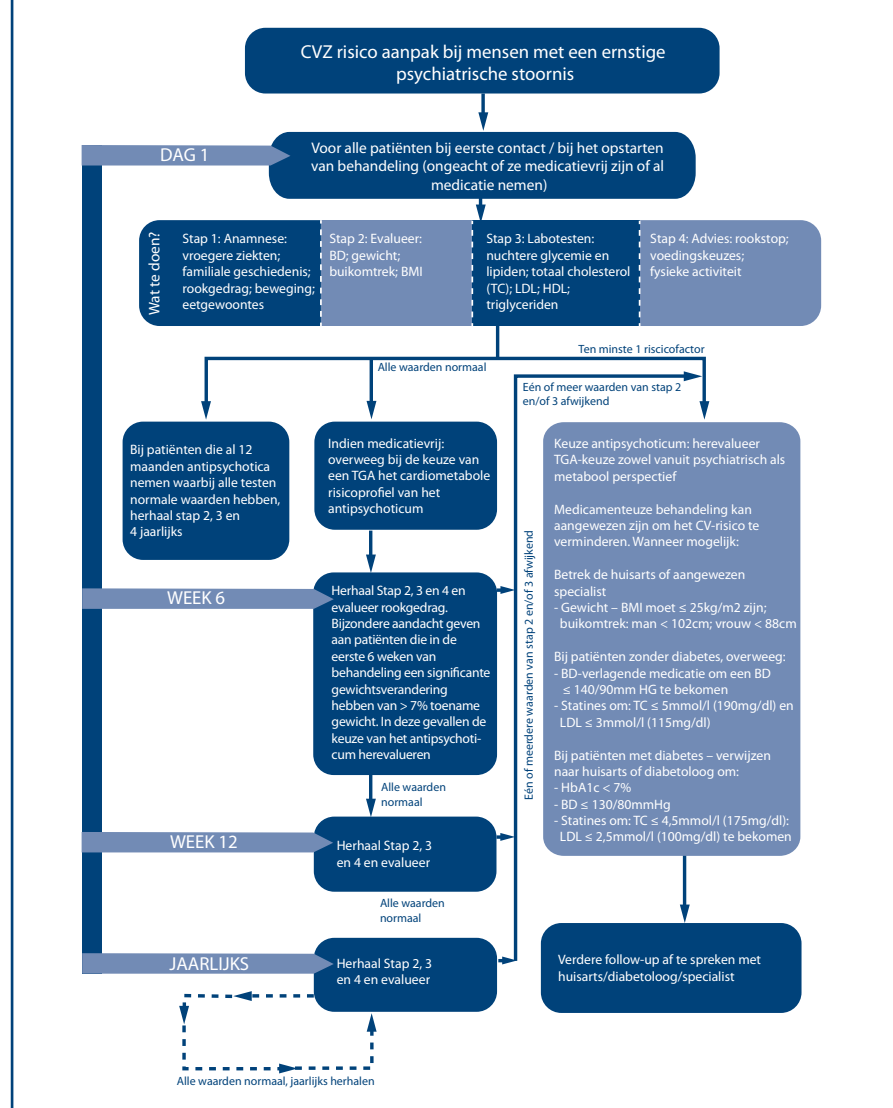 CVZ risico aanpak bij mensen met een ernstige
psychiatrische stoornis
DAG 1
Voor alle patiënten bij eerste contact / bij het opstarten
van behandeling (ongeacht of ze medicatievrij zijn of al
medicatie nemen)
Wat te doen?
Stap 1: Anamnese:
vroegere ziekten;
familiale geschiedenis;
rookgedrag; beweging;
eetgewoontes
Stap 2: Evalueer:
BD; gewicht;
buikomtrek; BMI
Stap 3: Labotesten:
nuchtere glycemie en
lipiden; totaal cholesterol
(TC); LDL; HDL;
triglyceriden
Stap 4: Advies: rookstop;
voedingskeuzes;
fysieke activiteit
Ten minste 1 riscicofactor
Alle waarden normaal
Eén of meer waarden van stap 2
en/of 3 afwijkend
Bij patiënten die al 12
maanden antipsychotica
nemen waarbij alle testen
normale waarden hebben,
herhaal stap 2, 3 en
4 jaarlijks
Indien medicatievrij:
overweeg bij de keuze van
een TGA het cardiometabole
risicoprofiel van het
antipsychoticum
Keuze antipsychoticum: herevalueer
TGA-keuze zowel vanuit psychiatrisch als
metabool perspectief
Medicamenteuze behandeling kan
aangewezen zijn om het CV-risico te
verminderen. Wanneer mogelijk:
Betrek de huisarts of aangewezen
specialist
- Gewicht – BMI moet ≤ 25kg/m2 zijn;
buikomtrek: man < 102cm; vrouw < 88cm
Bij patiënten zonder diabetes, overweeg:
- BD-verlagende medicatie om een BD
≤ 140/90mm HG te bekomen
- Statines om: TC ≤ 5mmol/l (190mg/dl) en
LDL ≤ 3mmol/l (115mg/dl)
Bij patiënten met diabetes – verwijzen
naar huisarts of diabetoloog om:
- HbA1c < 7%
- BD ≤ 130/80mmHg
- Statines om: TC ≤ 4,5mmol/l (175mg/dl):
LDL ≤ 2,5mmol/l (100mg/dl) te bekomen
Eén of meerdere waarden van stap 2 en/of 3 afwijkend
WEEK 6
Herhaal Stap 2, 3 en 4 en
evalueer rookgedrag.
Bijzondere aandacht geven
aan patiënten die in de
eerste 6 weken van
behandeling een significante
gewichtsverandering
hebben van > 7% toename
gewicht. In deze gevallen de
keuze van het antipsychoti-
cum herevalueren
Alle waarden
normaal
WEEK 12
Herhaal Stap 2, 3
en 4 en evalueer
Alle waarden
normaal
JAARLIJKS
Herhaal Stap 2, 3
en 4 en evalueer
Verdere follow-up af te spreken met
huisarts/diabetoloog/specialist
Alle waarden normaal, jaarlijks herhalen